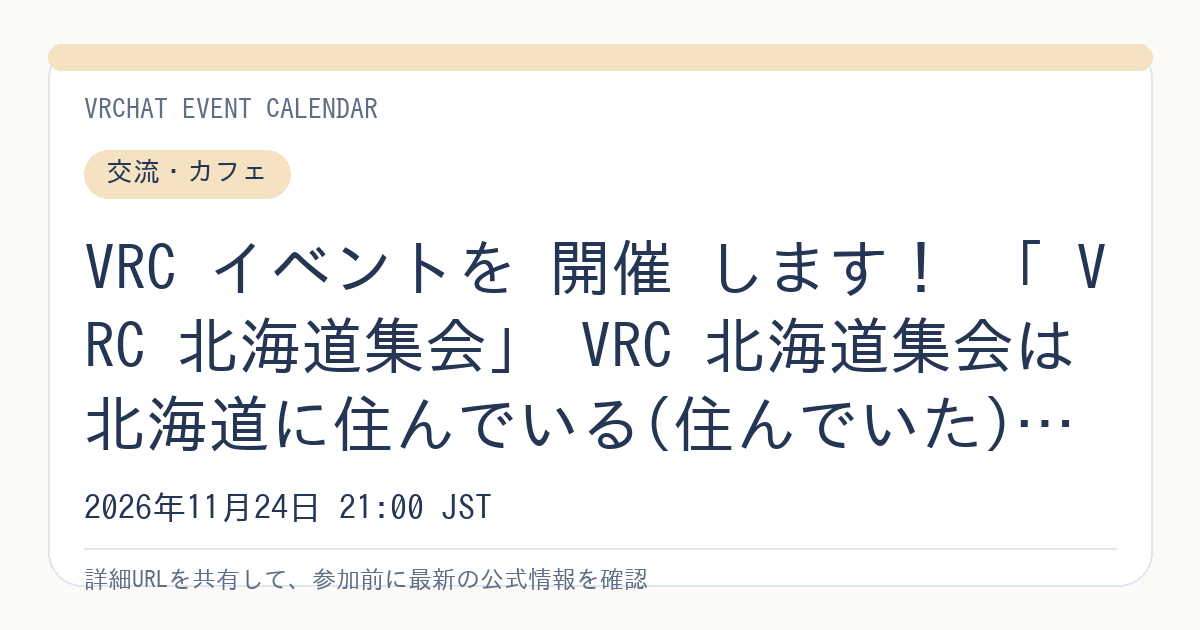 VRCHAT EVENT CALENDAR
交流・カフェ
VRC イベントを 開催 します！ 「 V
RC 北海道集会」 VRC 北海道集会は
北海道に住んでいる(住んでいた)…
2026年11月24日 21:00 JST
詳細URLを共有して、参加前に最新の公式情報を確認